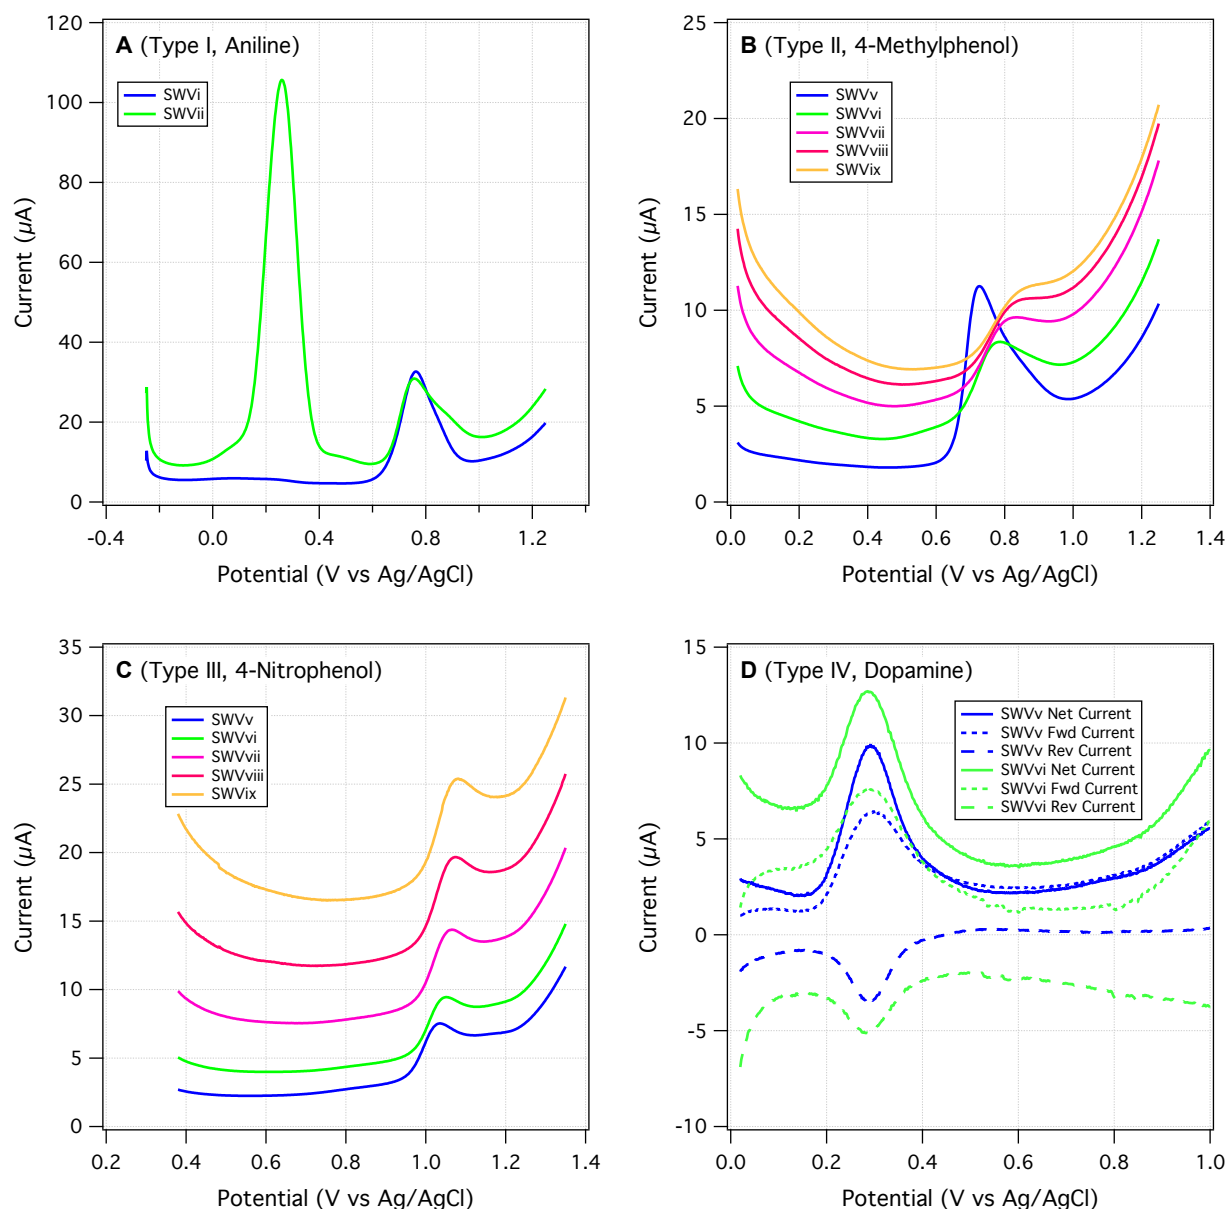 A (Type I, Aniline)
SWVi
SWVii
120
100
80
60
40
20
0
Current (µA)
-0.4
0.0
0.4
0.8
1.2
Potential (V vs Ag/AgCl)
B (Type II, 4-Methylphenol)
SWVv
SWVvi
SWVvii
SWVviii
SWVix
25
20
15
10
5
0
Current (µA)
0.0
0.2
0.4
0.6
0.8
1.0
1.2
1.4
Potential (V vs Ag/AgCl)
C (Type III, 4-Nitrophenol)
SWVv
SWVvi
SWVvii
SWVviii
SWVix
35
30
25
20
15
10
5
0
Current (µA)
0.2
0.4
0.6
0.8
1.0
1.2
1.4
Potential (V vs Ag/AgCl)
D (Type IV, Dopamine)
SWVv Net Current
SWVv Fwd Current
SWVv Rev Current
SWVvi Net Current
SWVvi Fwd Current
SWVvi Rev Current
15
10
5
0
-5
-10
Current (µA)
0.0
0.2
0.4
0.6
0.8
1.0
Potential (V vs Ag/AgCl)